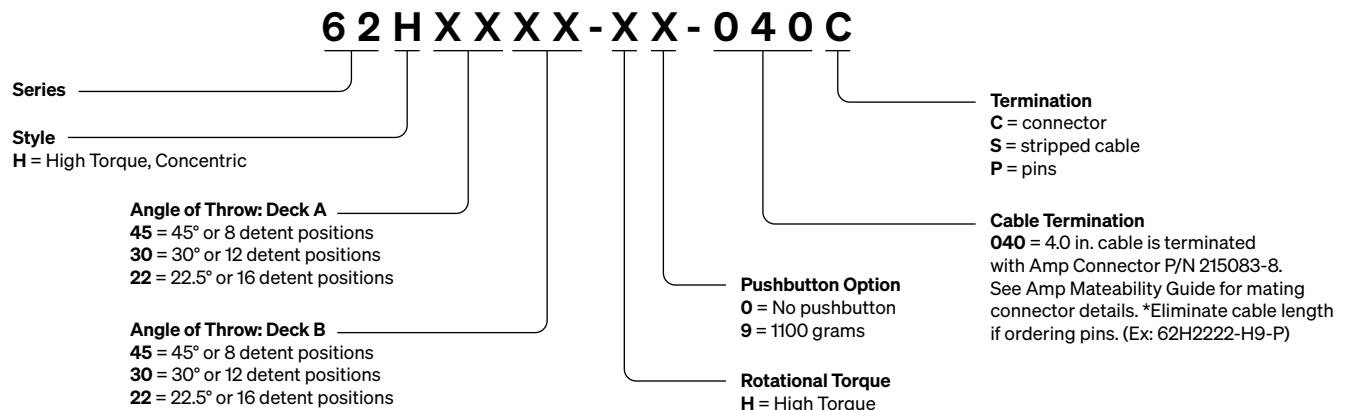 62HXXXX-XX-040C
Series
Style
H = High Torque, Concentric
Angle of Throw: Deck A
45 = 45° or 8 detent positions
30 = 30° or 12 detent positions
22 = 22.5° or 16 detent positions
Angle of Throw: Deck B
45 = 45° or 8 detent positions
30 = 30° or 12 detent positions
22 = 22.5° or 16 detent positions
Rotational Torque
H = High Torque
Pushbutton Option
0 = No pushbutton
9 = 1100 grams
Cable Termination
040 = 4.0 in. cable is terminated
with Amp Connector P/N 215083-8.
See Amp Mateability Guide for mating
connector details. *Eliminate cable length
if ordering pins. (Ex: 62H2222-H9-P)
Termination
C = connector
S = stripped cable
P = pins